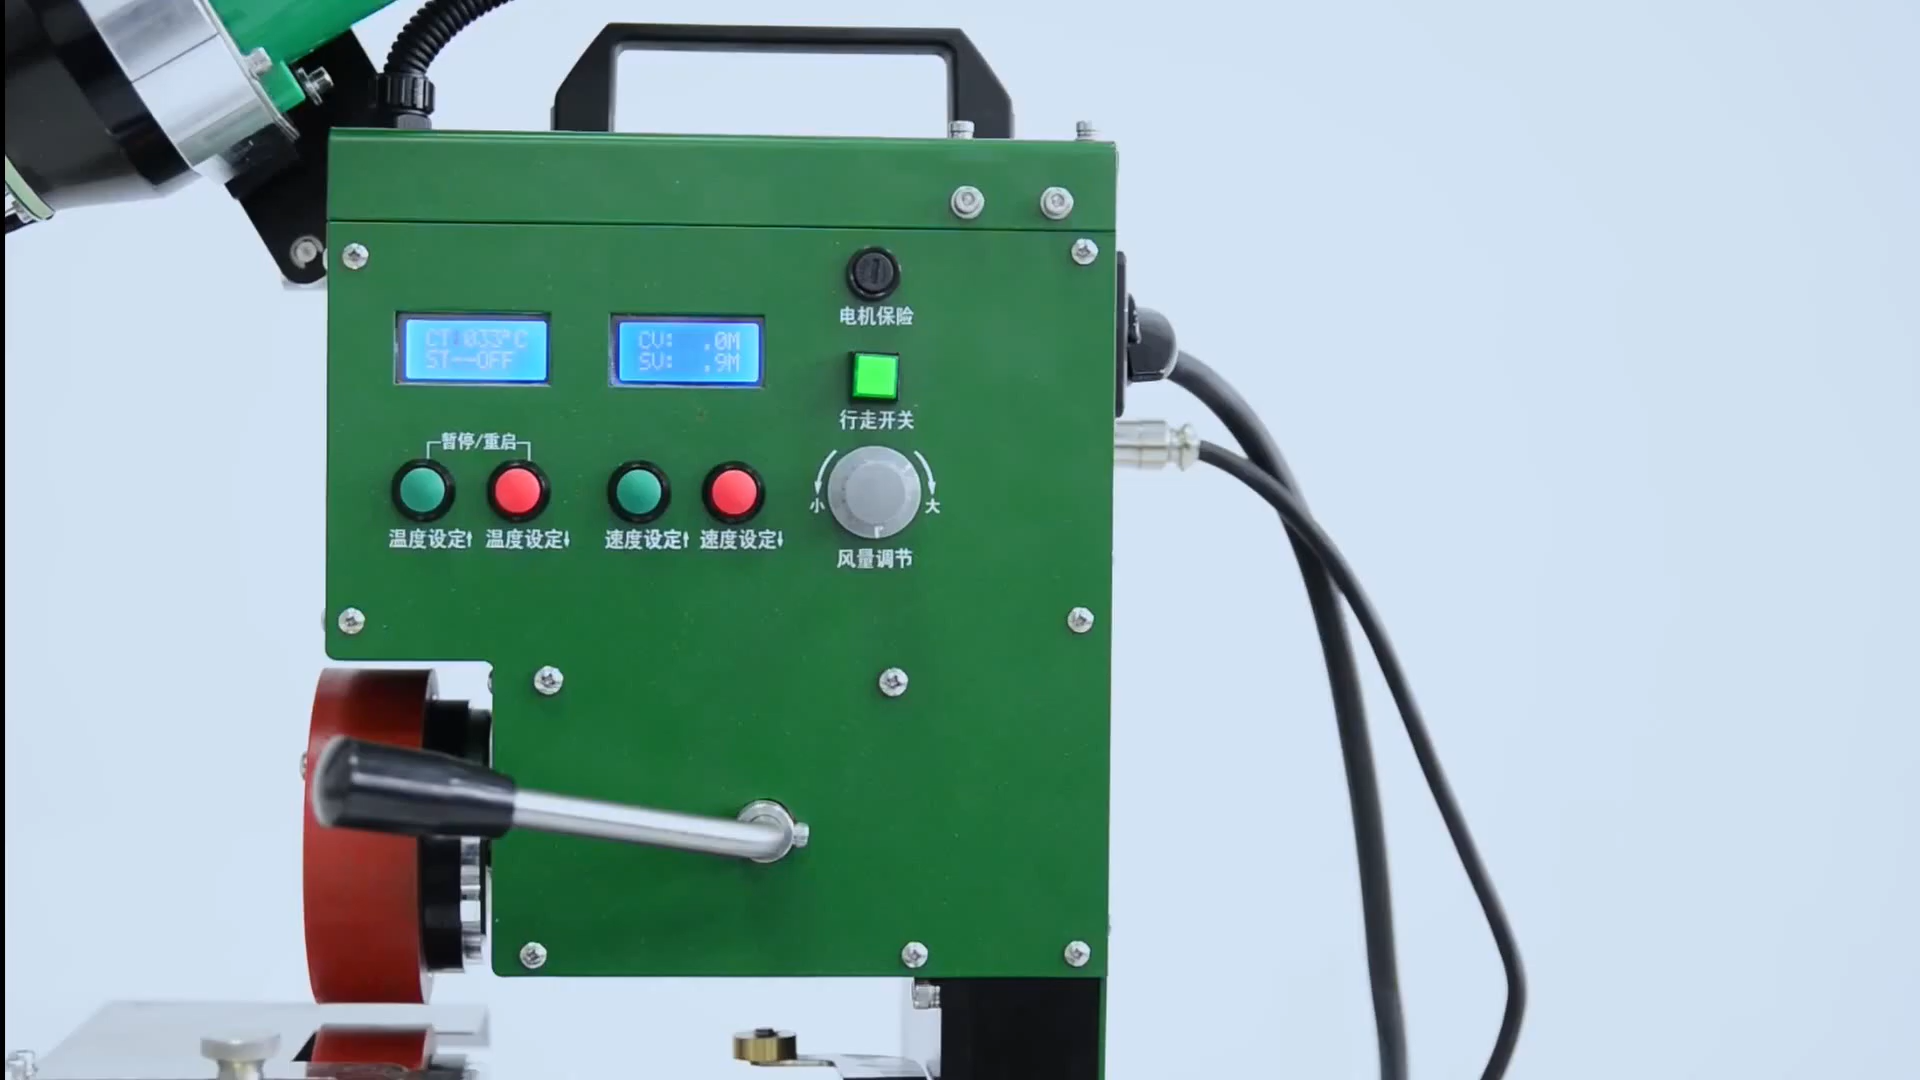 电机保险
CT:033°C
ST--OFF
CV: .0M
SV: .9M
行走开关
暂停/重启
小
大
温度设定↑
温度设定↓
速度设定↑
速度设定↓
风量调节